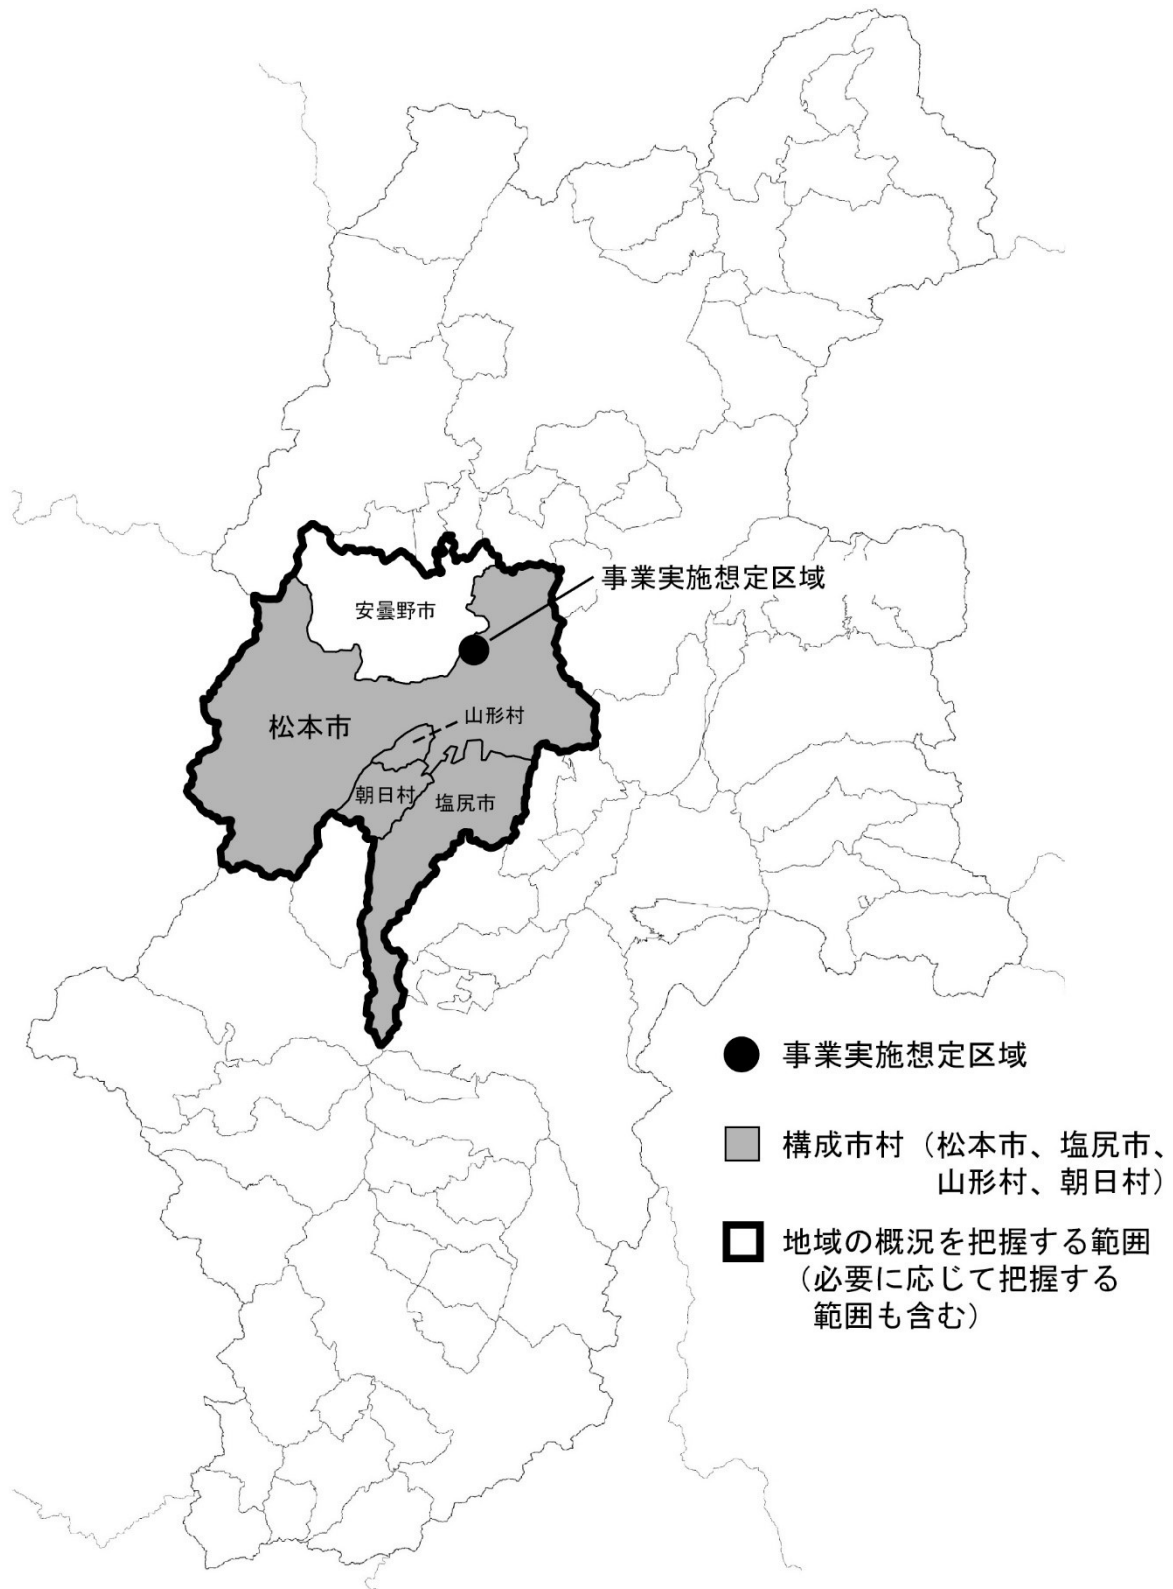 事業実施想定区域
安曇野市
松本市
山形村
朝日村
塩尻市
事業実施想定区域
構成市村（松本市、塩尻市、
山形村、朝日村）
地域の概況を把握する範囲
（必要に応じて把握する
範囲も含む）